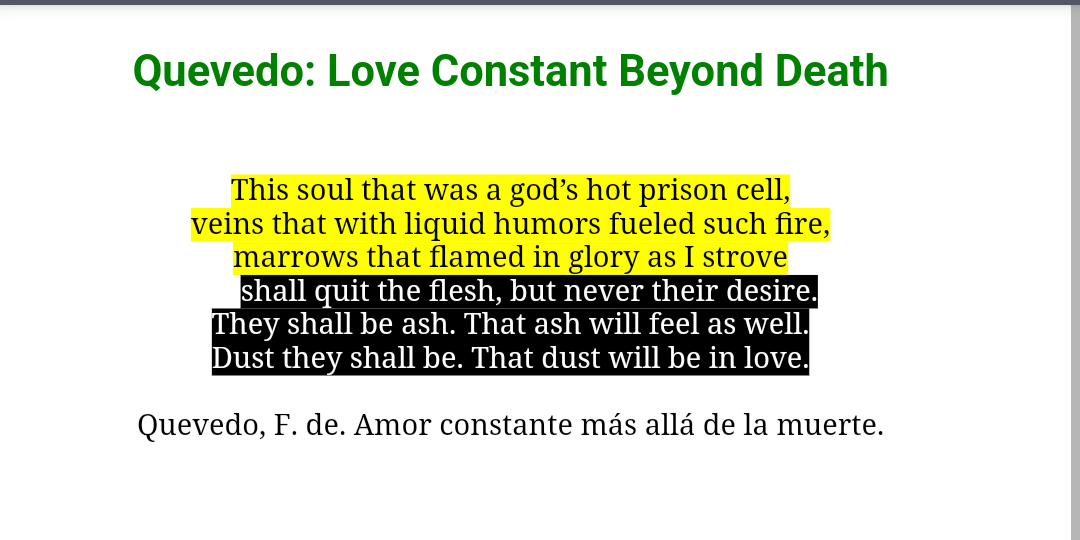 Quevedo: Love Constant Beyond Death
This soul that was a god’s hot prison cell,
veins that with liquid humors fueled such fire,
marrows that flamed in glory as I strove
shall quit the flesh, but never their desire.
They shall be ash. That ash will feel as well.
Dust they shall be. That dust will be in love.
Quevedo, F. de. Amor constante más allá de la muerte.